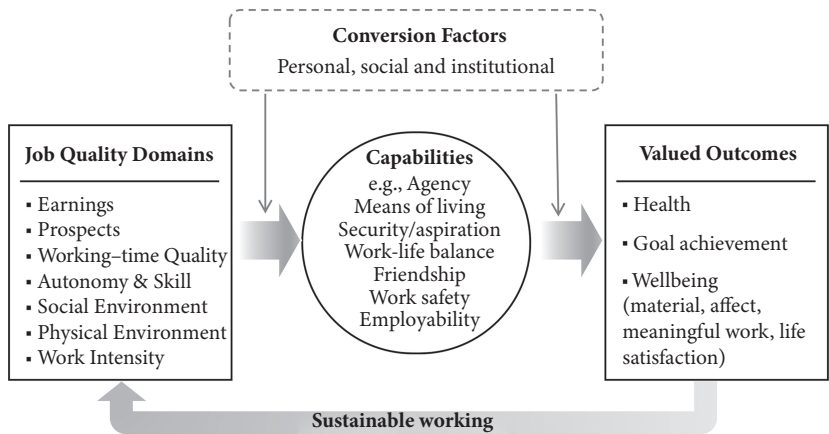 Conversion Factors
Personal, social and institutional
Job Quality Domains
▪ Earnings
▪ Prospects
▪ Working–time Quality
▪ Autonomy & Skill
▪ Social Environment
▪ Physical Environment
▪ Work Intensity
Capabilities
e.g., Agency
Means of living
Security/aspiration
Work-life balance
Friendship
Work safety
Employability
Valued Outcomes
▪ Health
▪ Goal achievement
▪ Wellbeing
(material, affect,
meaningful work, life
satisfaction)
Sustainable working